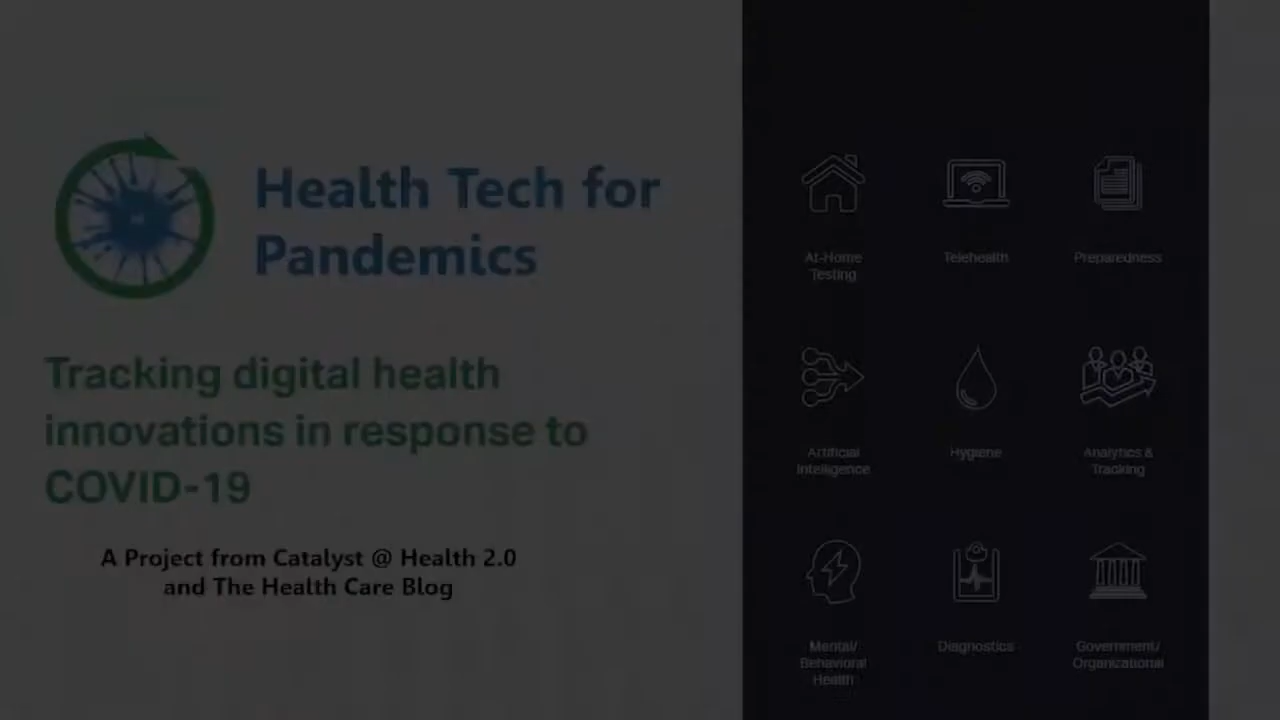 Health Tech for
Pandemics
Tracking digital health
innovations in response to
COVID-19
A Project from Catalyst @ Health 2.0
and The Health Care Blog
At-Home
Testing
Telehealth
Preparedness
Artificial
Intelligence
Hygiene
Analytics &
Tracking
Mental/
Behavioral
Health
Diagnostics
Government/
Organizational